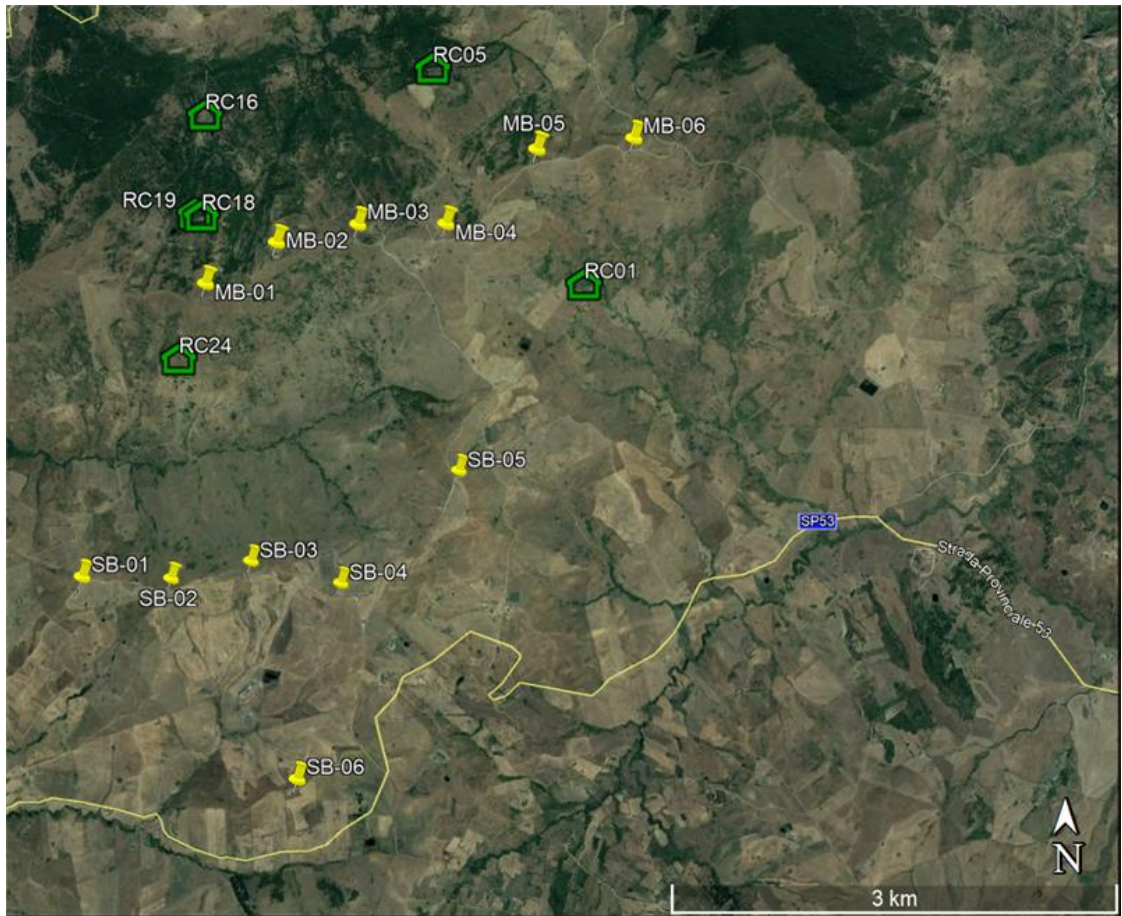 RC05
RC16
MB-05
MB-06
RC19
RC18
MB-03
MB-04
MB-02
RC01
MB-01
RC24
SB-05
SP53
SB-03
SB-01
SB-04
SB-02
Strada Provinciale 53
SB-06
N
3 km